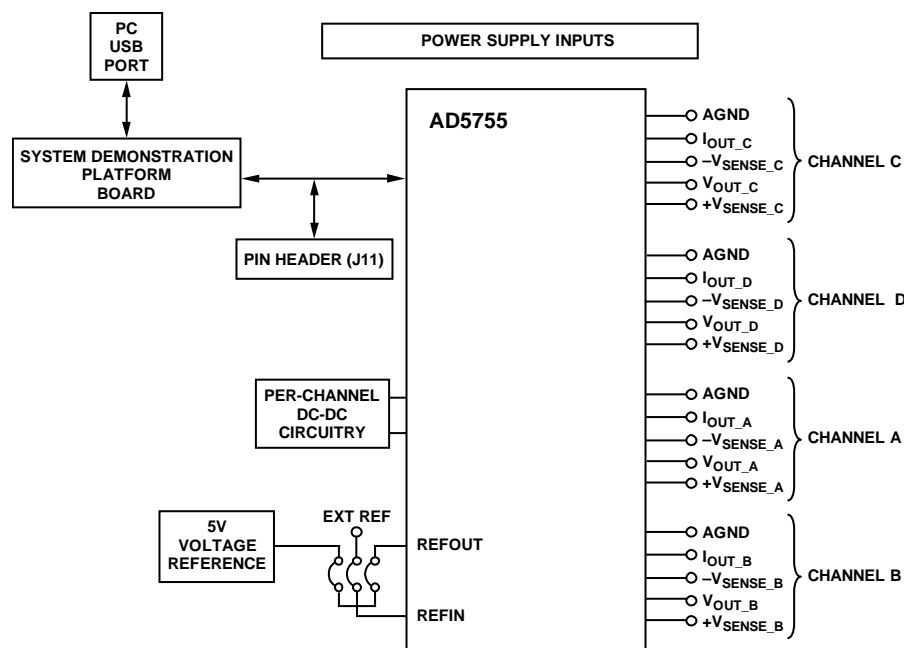 PC
USB
PORT
POWER SUPPLY INPUTS
SYSTEM DEMONSTRATION
PLATFORM
BOARD
PIN HEADER (J11)
AD5755
AGND
IOUT_C
–VSENSE_C
VOUT_C
+VSENSE_C
CHANNEL C
AGND
IOUT_D
–VSENSE_D
VOUT_D
+VSENSE_D
CHANNEL D
PER-CHANNEL
DC-DC
CIRCUITRY
AGND
IOUT_A
–VSENSE_A
VOUT_A
+VSENSE_A
CHANNEL A
5V
VOLTAGE
REFERENCE
EXT REF
REFOUT
REFIN
AGND
IOUT_B
–VSENSE_B
VOUT_B
+VSENSE_B
CHANNEL B